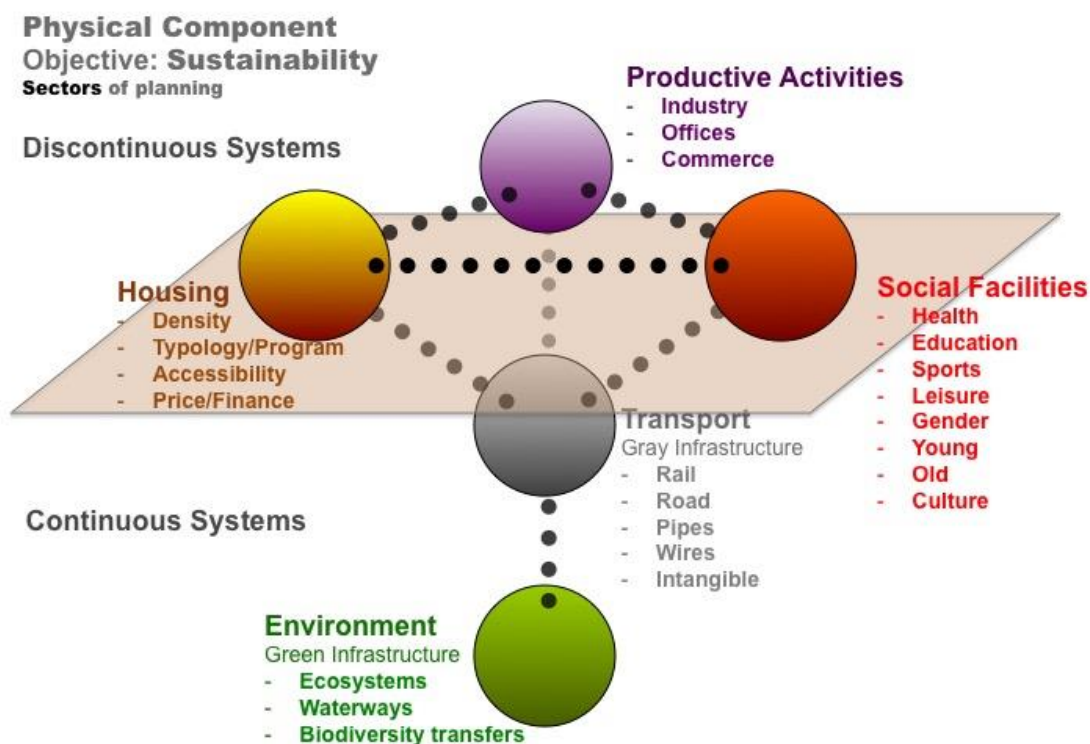 Physical Component
Objective: Sustainability
Sectors of planning
Discontinuous Systems
Productive Activities
- Industry
- Offices
- Commerce
Housing
- Density
- Typology/Program
- Accessibility
- Price/Finance
Social Facilities
- Health
- Education
- Sports
- Leisure
- Gender
- Young
- Old
- Culture
Transport
Gray Infrastructure
- Rail
- Road
- Pipes
- Wires
- Intangible
Continuous Systems
Environment
Green Infrastructure
- Ecosystems
- Waterways
- Biodiversity transfers